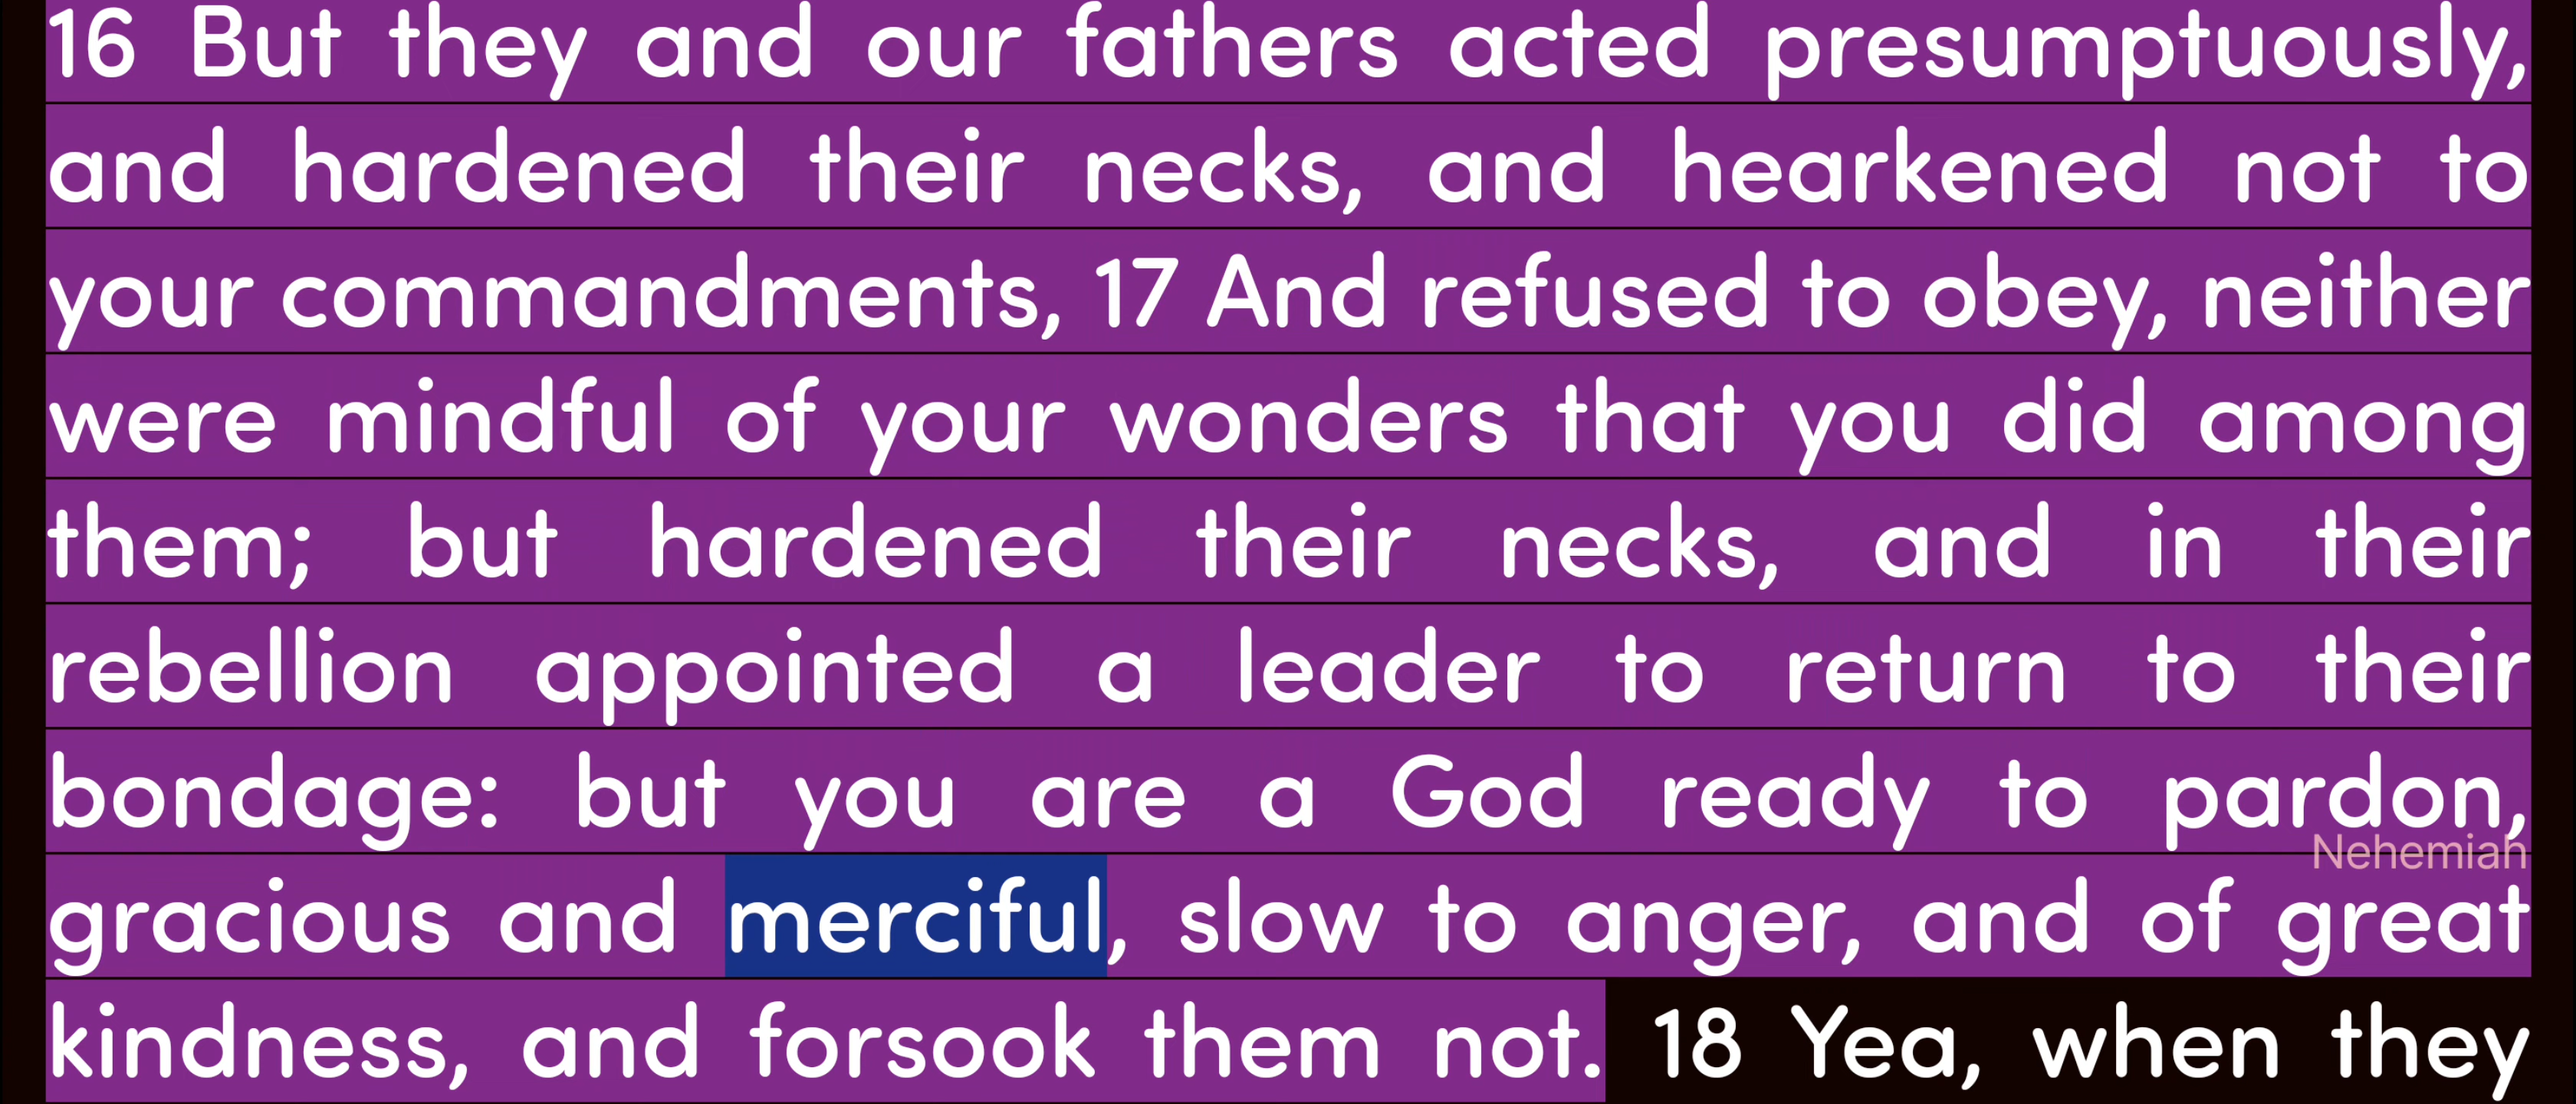 16 But they and our fathers acted presumptuously,
and hardened their necks, and hearkened not to
your commandments, 17 And refused to obey, neither
were mindful of your wonders that you did among
them; but hardened their necks, and in their
rebellion appointed a leader to return to their
bondage: but you are a God ready to pardon,
Nehemiah
gracious and merciful, slow to anger, and of great
kindness, and forsook them not. 18 Yea, when they